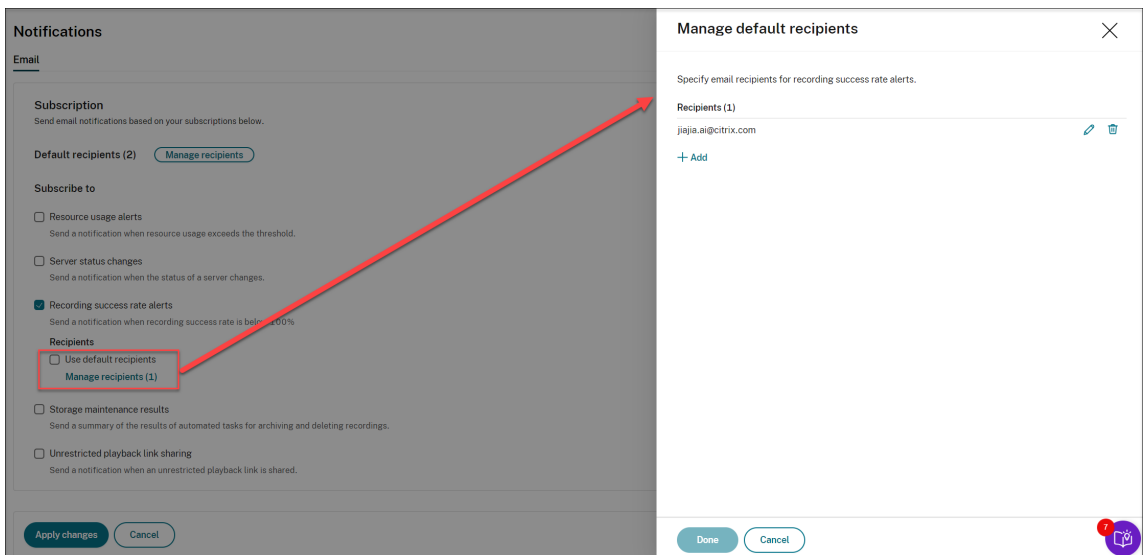 Notifications
Email
Subscription
Send email notifications based on your subscriptions below.
Default recipients (2) Manage recipients
Subscribe to
Resource usage alerts
Send a notification when resource usage exceeds the threshold.
Server status changes
Send a notification when the status of a server changes.
Recording success rate alerts
Send a notification when recording success rate is below 100%
Recipients
Use default recipients
Manage recipients (1)
Storage maintenance results
Send a summary of the results of automated tasks for archiving and deleting recordings.
Unrestricted playback link sharing
Send a notification when an unrestricted playback link is shared.
Apply changes Cancel
Manage default recipients
Specify email recipients for recording success rate alerts.
Recipients (1)
jiajia.ai@citrix.com
+ Add
Done Cancel
7